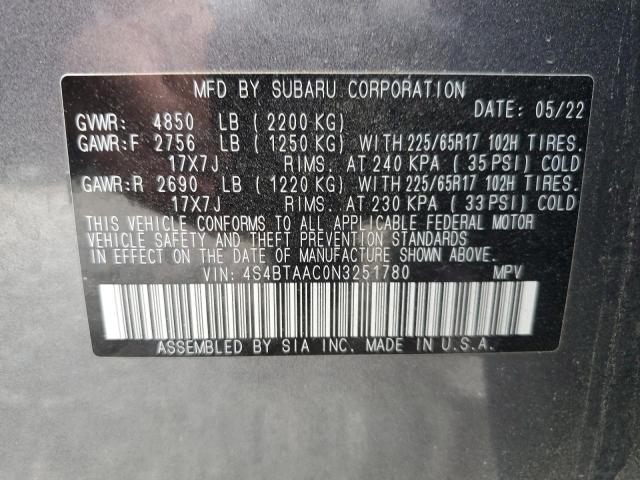 MFD BY SUBARU CORPORATION
DATE: 05/22
GVWR: 4850 LB (2200 KG)
GAWR:F 2756 LB (1250 KG) WITH 225/65R17 102H TIRES.
17X7J RIMS. AT 240 KPA (35 PSI) COLD
GAWR:R 2690 LB (1220 KG) WITH 225/65R17 102H TIRES.
17X7J RIMS. AT 230 KPA (33 PSI) COLD
THIS VEHICLE CONFORMS TO ALL APPLICABLE FEDERAL MOTOR
VEHICLE SAFETY AND THEFT PREVENTION STANDARDS
IN EFFECT ON THE DATE OF MANUFACTURE SHOWN ABOVE.
VIN: 4S4BTAAC0N3251780 MPV
ASSEMBLED BY SIA INC. MADE IN U.S.A.